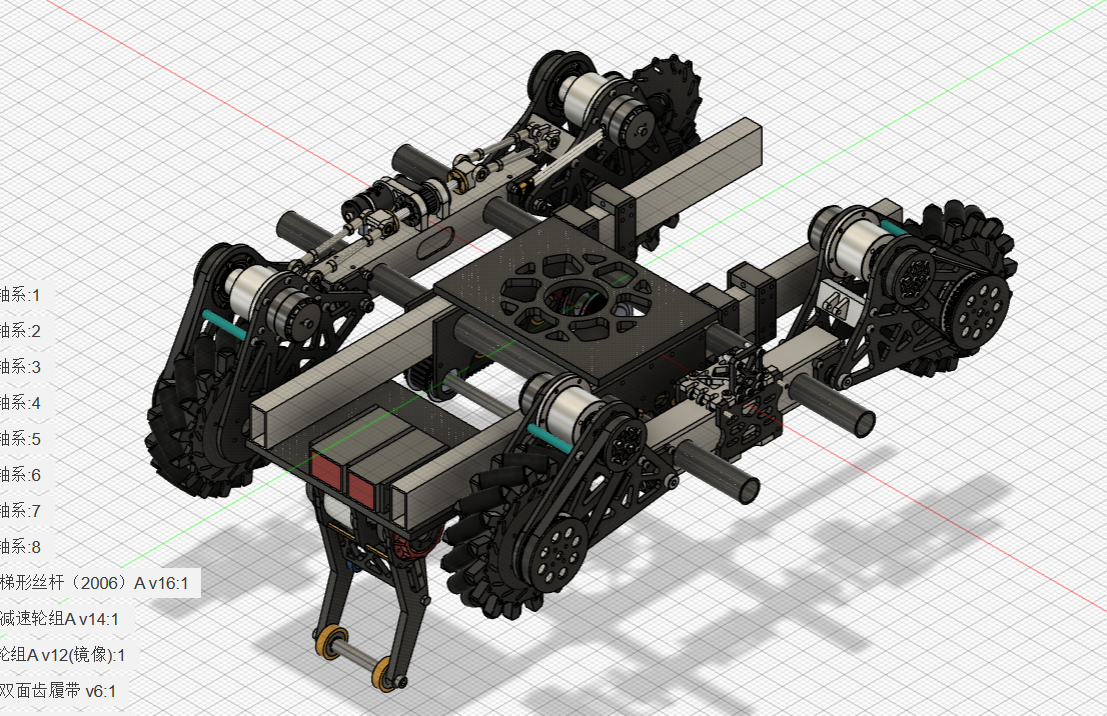 轴系:1
轴系:2
轴系:3
轴系:4
轴系:5
轴系:6
轴系:7
轴系:8
梯形丝杆（2006）A v16:1
减速轮组A v14:1
轮组A v12(镜像):1
双面齿履带 v6:1